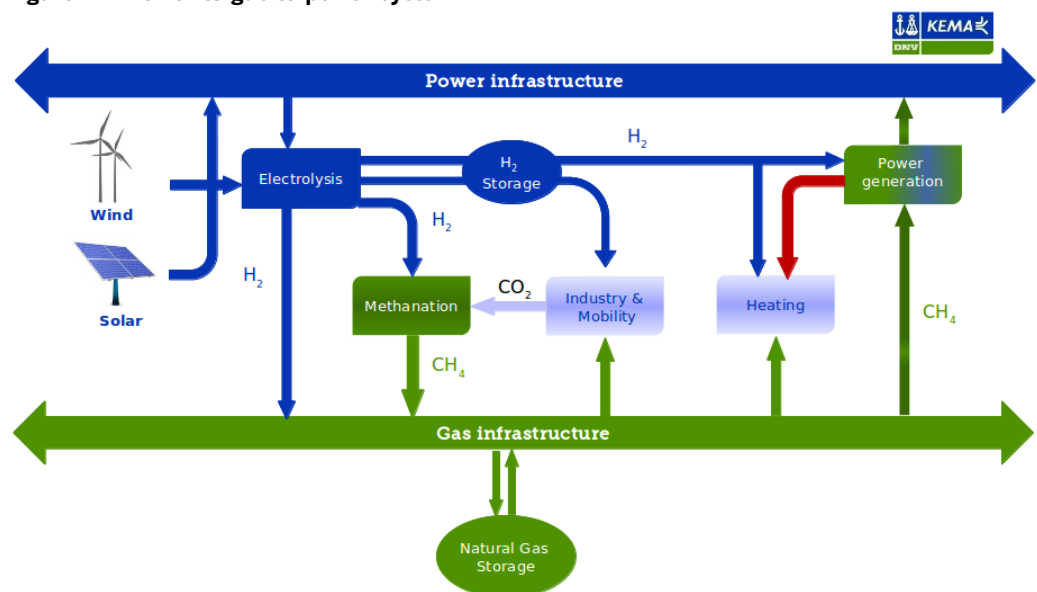 KEMA
DNV
Power infrastructure
H2
H2
Storage
Power
generation
Electrolysis
Wind
H2
H2
Solar
CO2
Methanation
Industry &
Mobility
Heating
CH4
CH4
Gas infrastructure
Natural Gas
Storage